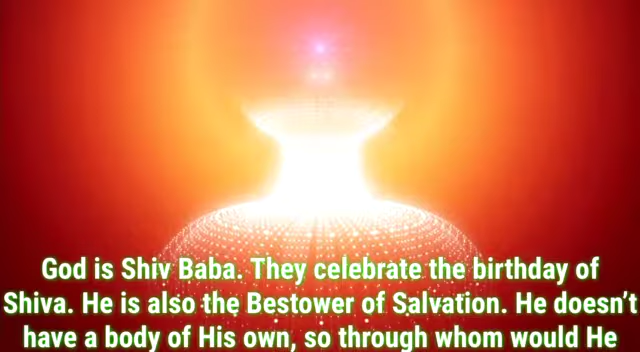 God is Shiv Baba. They celebrate the birthday of
Shiva. He is also the Bestower of Salvation. He doesn’t
have a body of His own, so through whom would He